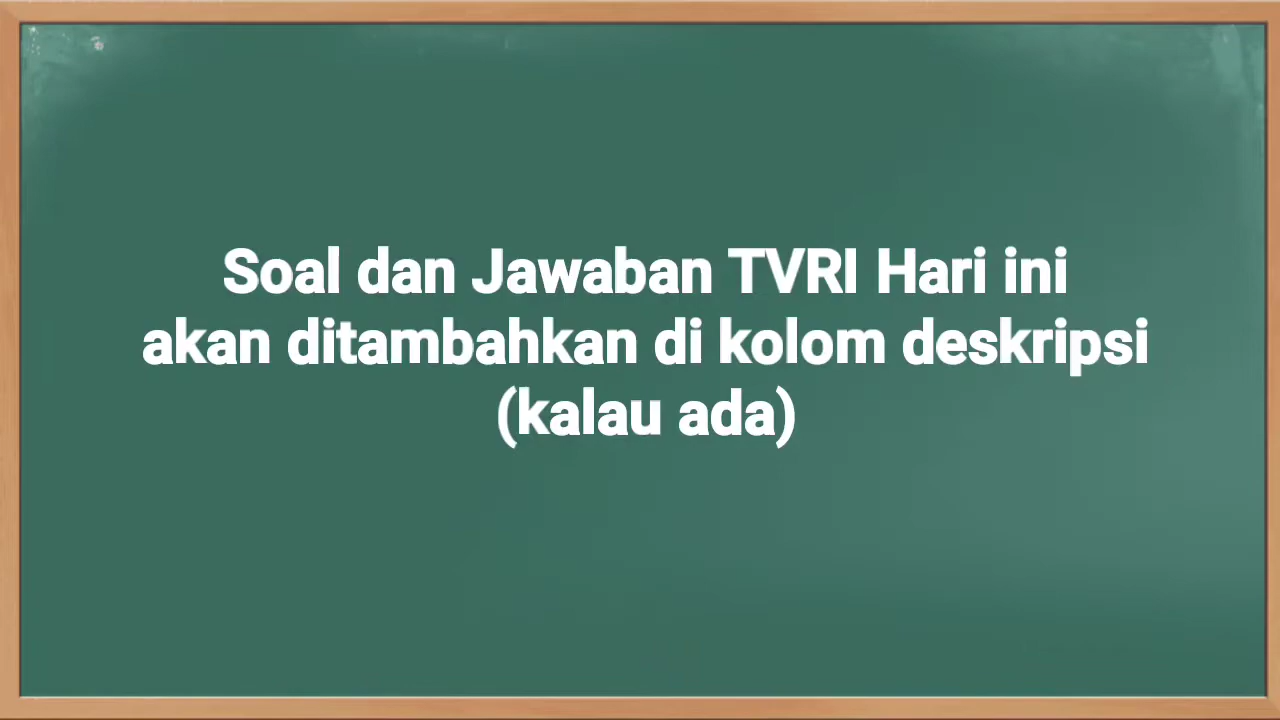 Soal dan Jawaban TVRI Hari ini
akan ditambahkan di kolom deskripsi
(kalau ada)